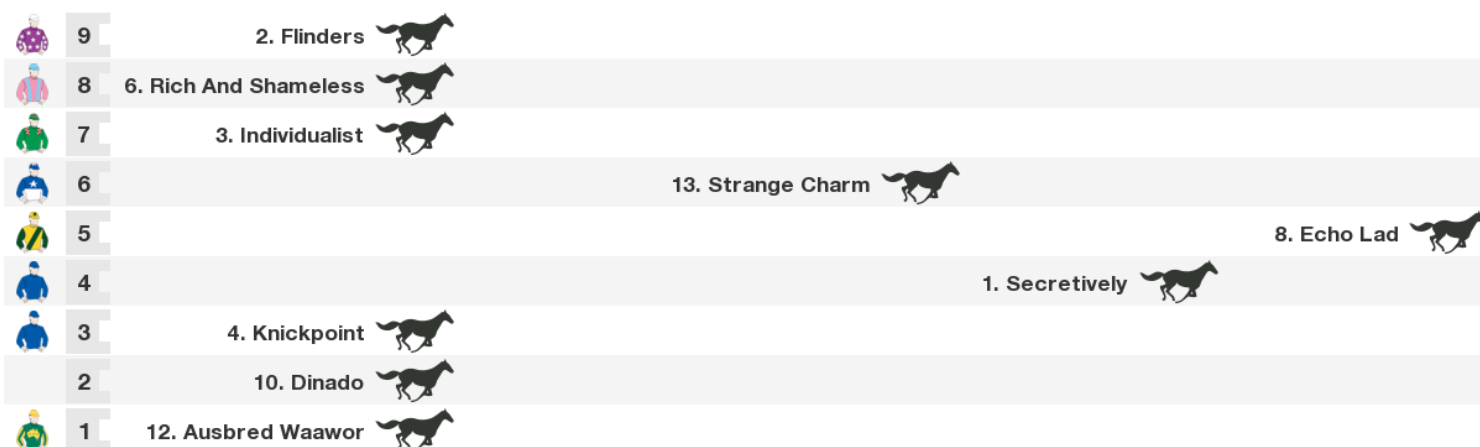 9 2. Flinders
8 6. Rich And Shameless
7 3. Individualist
6 13. Strange Charm
5 8. Echo Lad
4 1. Secretively
3 4. Knickpoint
2 10. Dinado
1 12. Ausbred Waawor